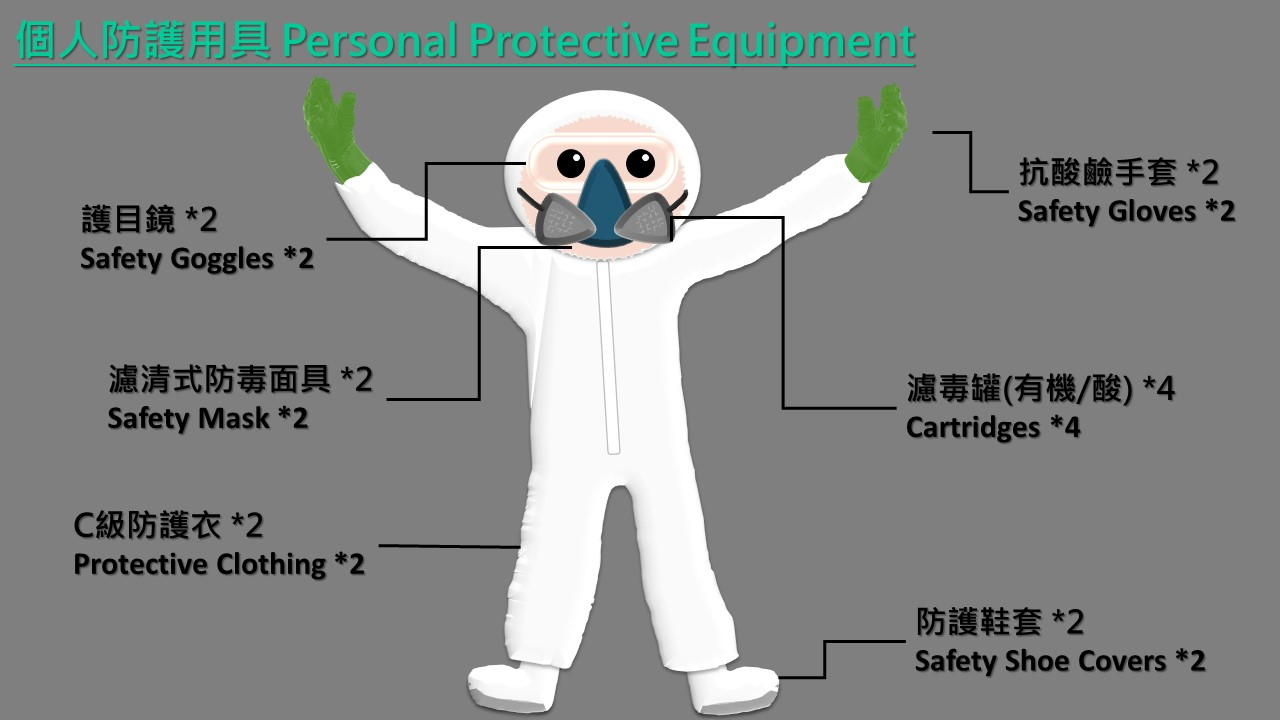 個人防護用具 Personal Protective Equipment
抗酸鹼手套 *2
Safety Gloves *2
護目鏡 *2
Safety Goggles *2
濾清式防毒面具 *2
Safety Mask *2
濾毒罐(有機/酸) *4
Cartridges *4
C級防護衣 *2
Protective Clothing *2
防護鞋套 *2
Safety Shoe Covers *2